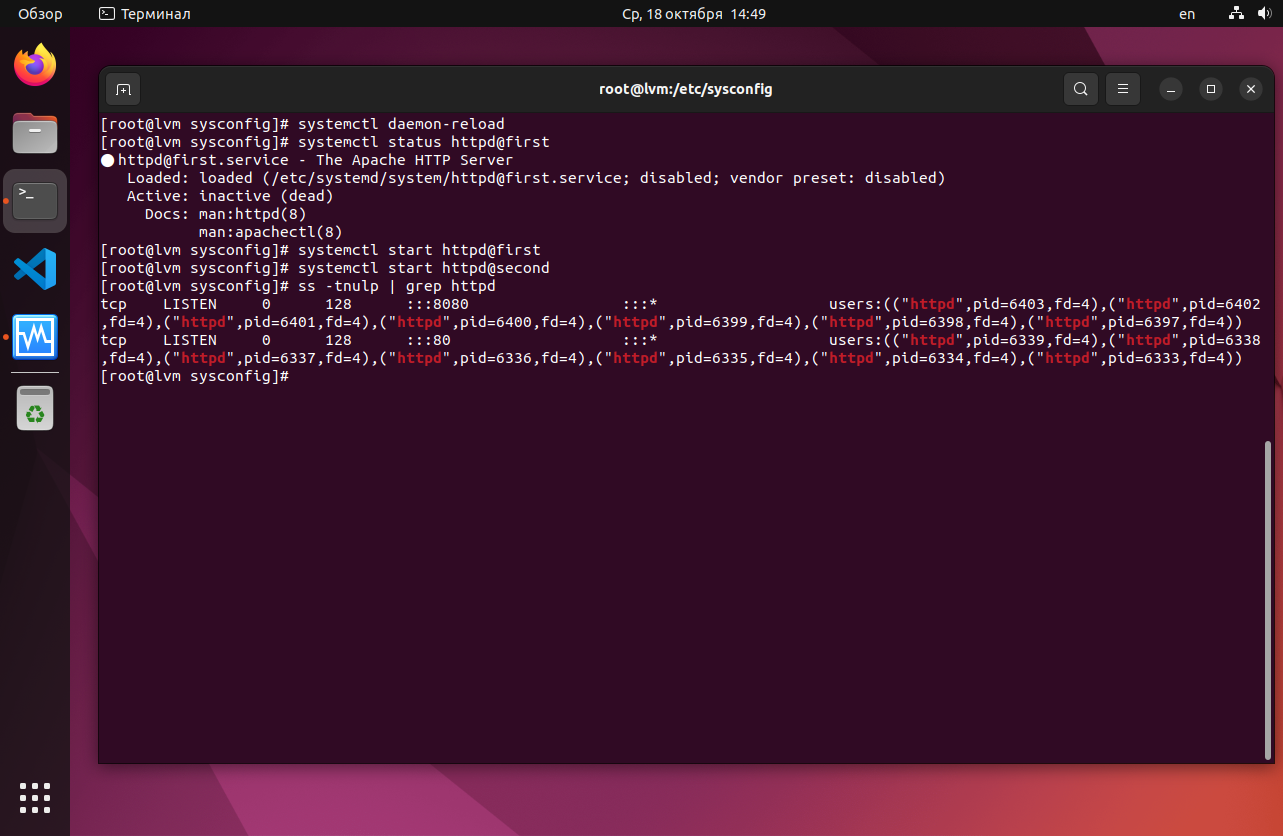 Обзор
Терминал
Ср, 18 октября 14:49
en
root@lvm:/etc/sysconfig
[root@lvm sysconfig]# systemctl daemon-reload
[root@lvm sysconfig]# systemctl status httpd@first
● httpd@first.service - The Apache HTTP Server
   Loaded: loaded (/etc/systemd/system/httpd@first.service; disabled; vendor preset: disabled)
   Active: inactive (dead)
     Docs: man:httpd(8)
           man:apachectl(8)
[root@lvm sysconfig]# systemctl start httpd@first
[root@lvm sysconfig]# systemctl start httpd@second
[root@lvm sysconfig]# ss -tnulp | grep httpd
tcp    LISTEN     0      128      :::8080                 :::*                   users:(("httpd",pid=6403,fd=4),("httpd",pid=6402
,fd=4),("httpd",pid=6401,fd=4),("httpd",pid=6400,fd=4),("httpd",pid=6399,fd=4),("httpd",pid=6398,fd=4),("httpd",pid=6397,fd=4))
tcp    LISTEN     0      128      :::80                   :::*                   users:(("httpd",pid=6339,fd=4),("httpd",pid=6338
,fd=4),("httpd",pid=6337,fd=4),("httpd",pid=6336,fd=4),("httpd",pid=6335,fd=4),("httpd",pid=6334,fd=4),("httpd",pid=6333,fd=4))
[root@lvm sysconfig]#